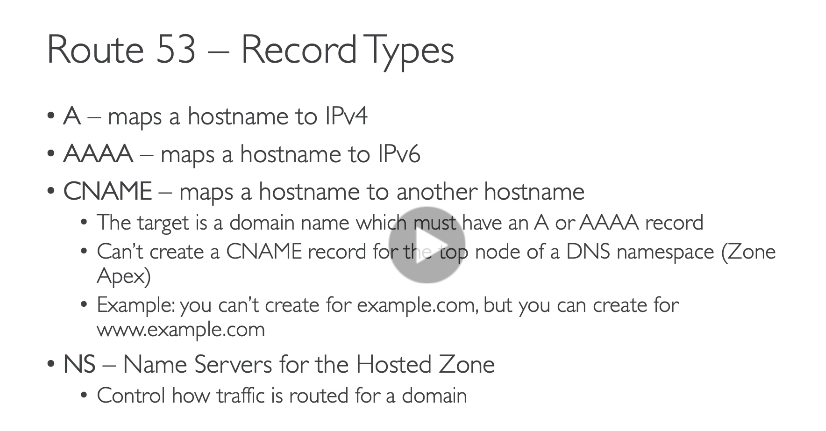 Route 53 – Record Types
• A – maps a hostname to IPv4
• AAAA – maps a hostname to IPv6
• CNAME – maps a hostname to another hostname
• The target is a domain name which must have an A or AAAA record
• Can't create a CNAME record for the top node of a DNS namespace (Zone
Apex)
• Example: you can't create for example.com, but you can create for
www.example.com
• NS – Name Servers for the Hosted Zone
• Control how traffic is routed for a domain